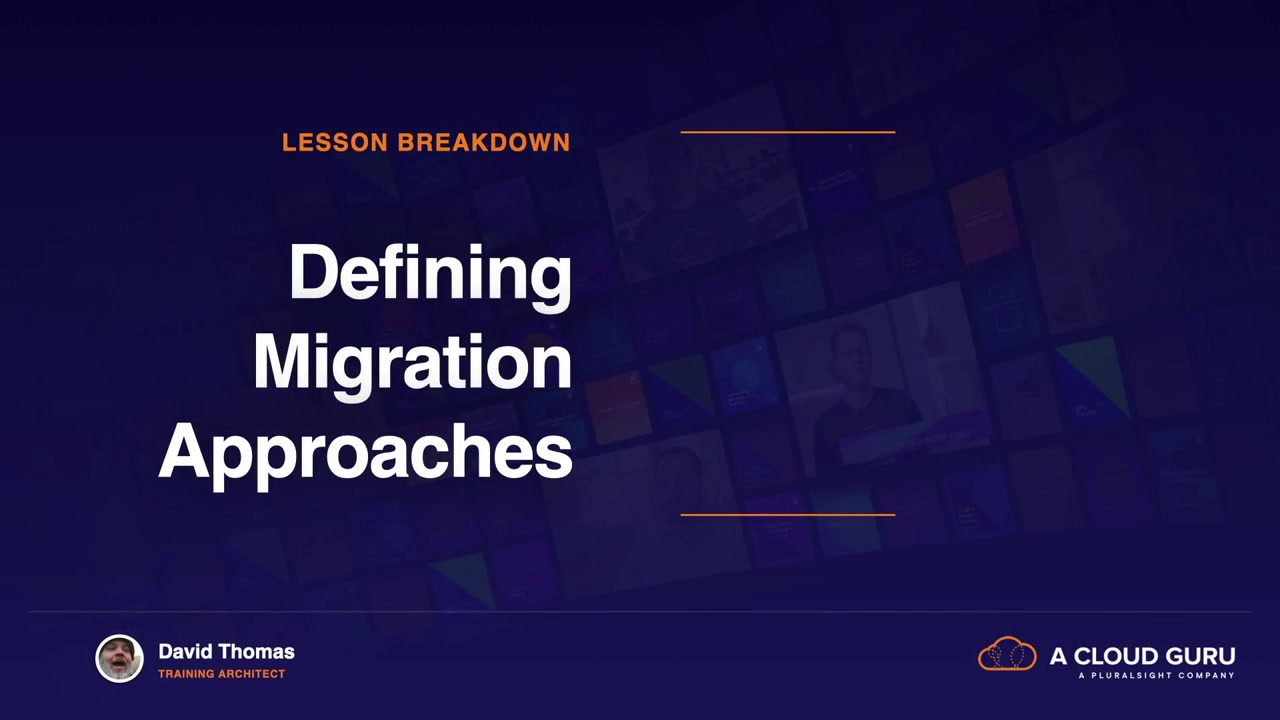 LESSON BREAKDOWN
Defining
Migration
Approaches
David Thomas
TRAINING ARCHITECT
A CLOUD GURU
A PLURALSIGHT COMPANY